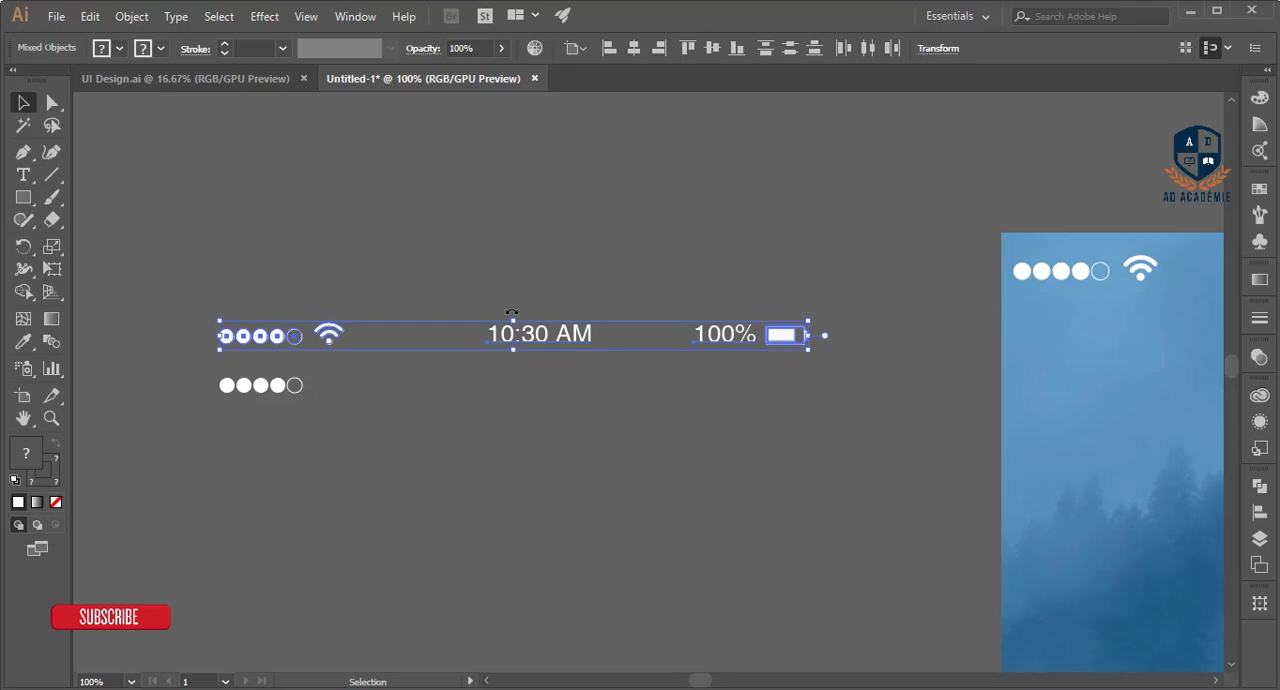 Ai File Edit Object Type Select Effect View Window Help Br St Essentials Search Adobe Help
Mixed Objects ? ? Stroke: Opacity: 100% Transform
UI Design.ai @ 16.67% (RGB/GPU Preview) Untitled-1* @ 100% (RGB/GPU Preview)
A D
AD ACADEMIE
10:30 AM 100%
?
?
? ?
SUBSCRIBE
100% 1 Selection